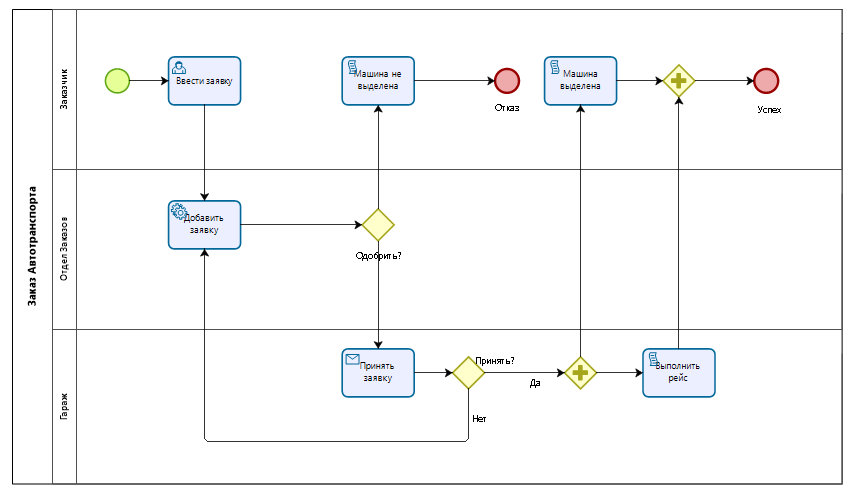 Заказ Автотранспорта
Заказчик
Ввести заявку
Машина не
выделена
Отказ
Машина
выделена
Успех
Отдел Заказов
Добавить
заявку
Одобрить?
Гараж
Принять
заявку
Принять?
Да
Нет
Выполнить
рейс